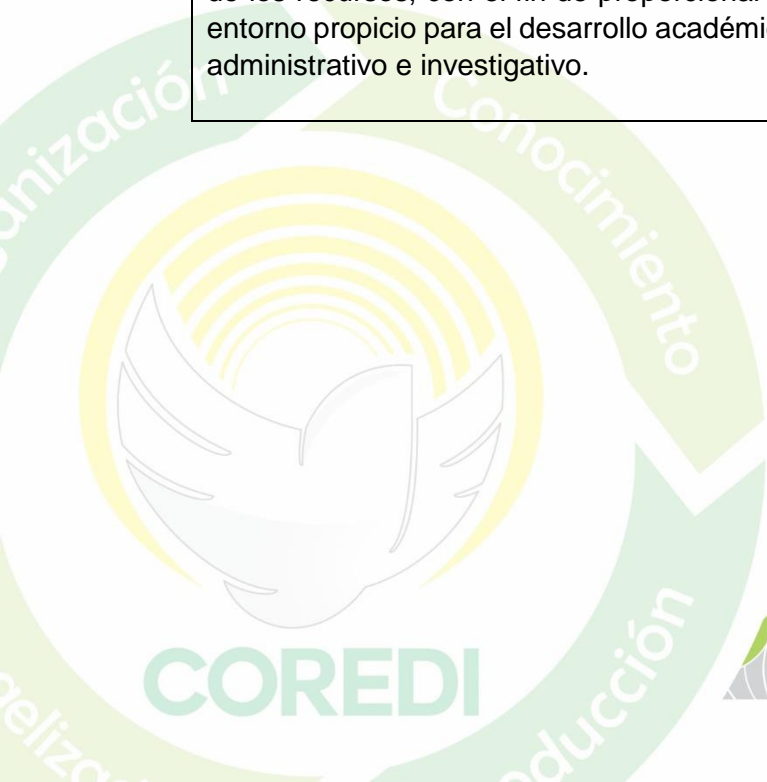 entorno propicio para el desarrollo académi
administrativo e investigativo.
Conocimiento
COREDI